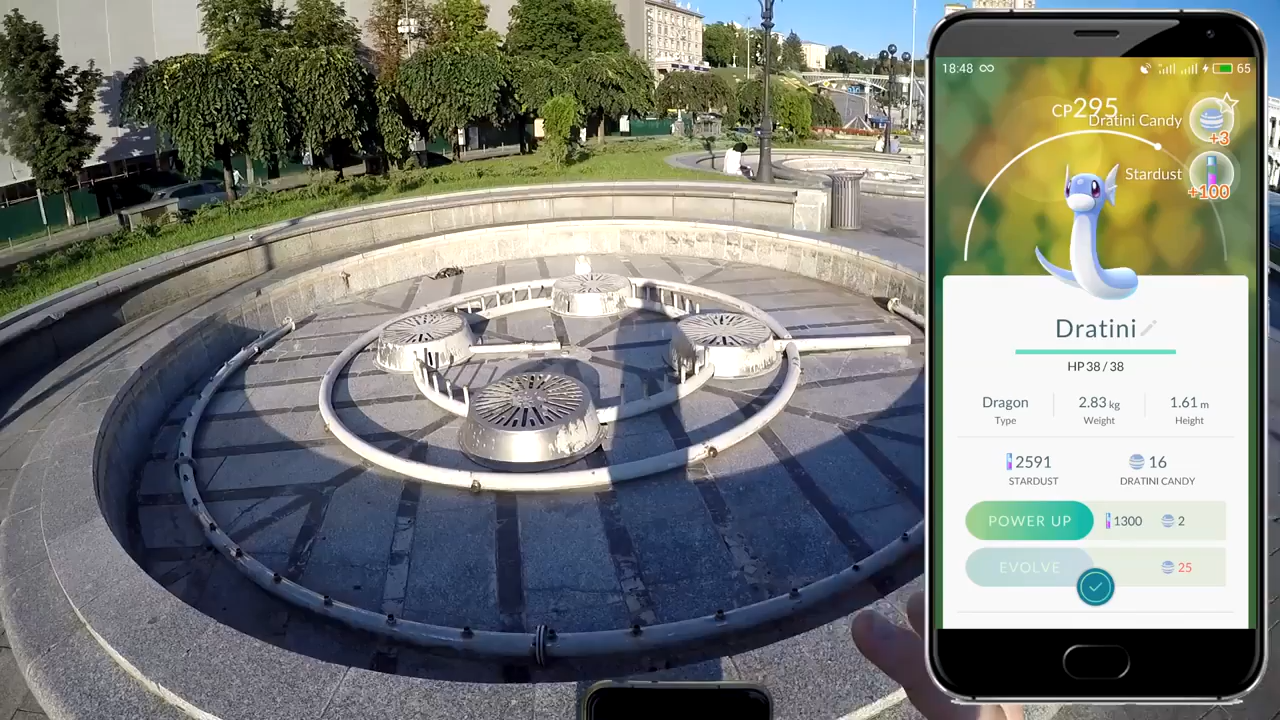 18:48
65
CP295
Dratini Candy
+3
Stardust
+100
Dratini
HP 38 / 38
Dragon
2.83 kg
1.61 m
Type
Weight
Height
2591
16
STARDUST
DRATINI CANDY
POWER UP
1300
2
EVOLVE
25